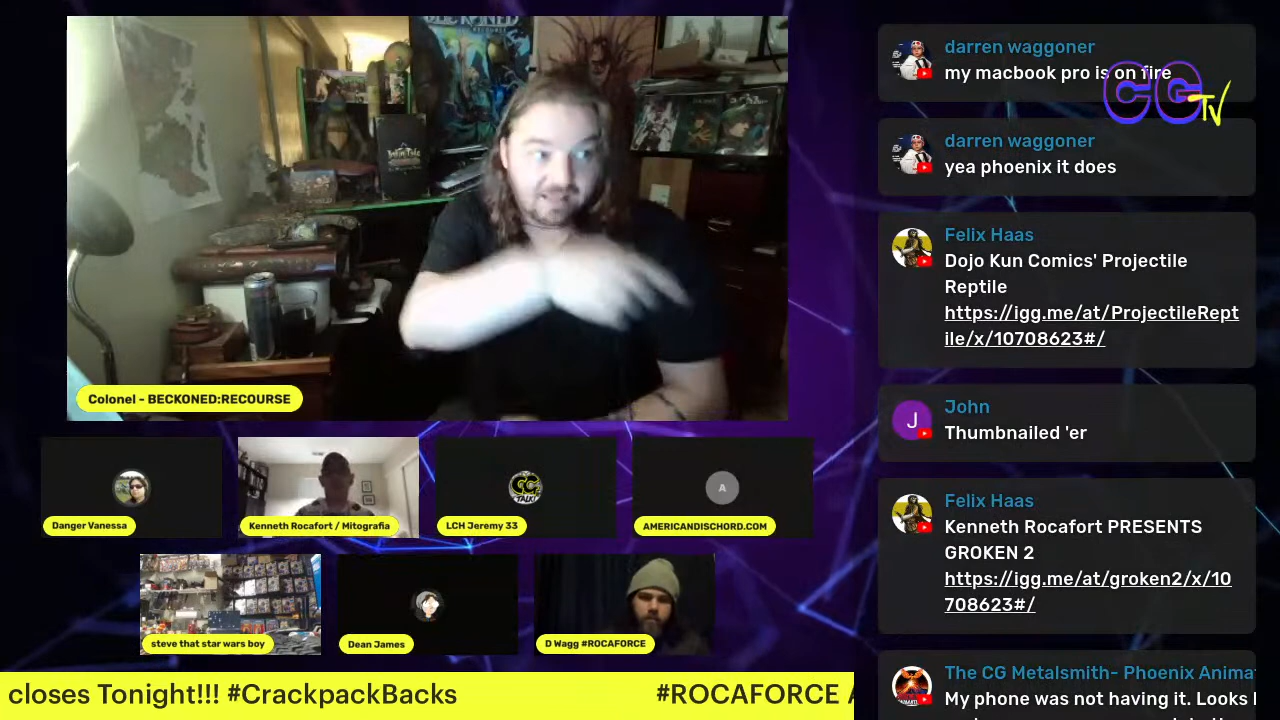 Colonel - BECKONED:RECOURSE
Danger Vanessa
Kenneth Rocafort / Mitografia
LCH Jeremy 33
A
AMERICANDISCHORD.COM
steve that star wars boy
Dean James
D Wagg #ROCAFORCE
closes Tonight!!! #CrackpackBacks #ROCAFORCE
darren waggoner
my macbook pro is on fire
CG TV
darren waggoner
yea phoenix it does
Felix Haas
Dojo Kun Comics' Projectile
Reptile
https://igg.me/at/ProjectileRept
ile/x/10708623#/
J
John
Thumbnailed 'er
Felix Haas
Kenneth Rocafort PRESENTS
GROKEN 2
https://igg.me/at/groken2/x/10
708623#/
The CG Metalsmith- Phoenix Anima
My phone was not having it. Looks